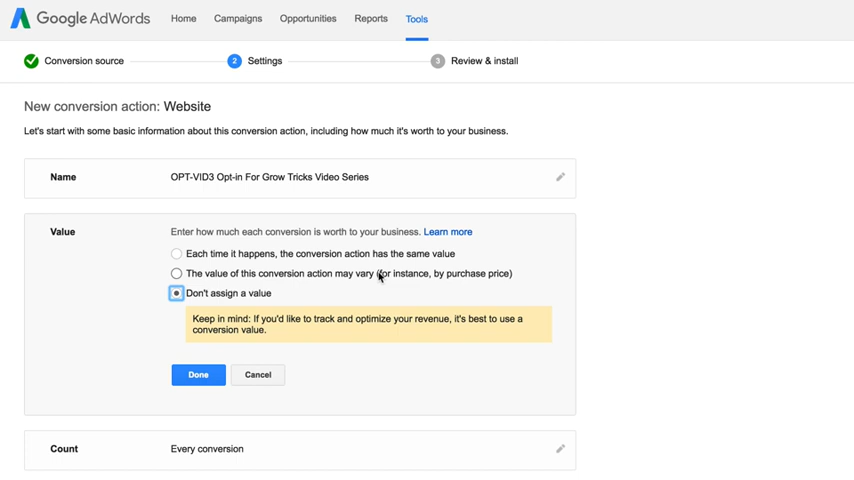 Google AdWords Home Campaigns Opportunities Reports Tools
Conversion source 2 Settings 3 Review & install
New conversion action: Website
Let's start with some basic information about this conversion action, including how much it's worth to your business.
Name OPT-VID3 Opt-in For Grow Tricks Video Series
Value Enter how much each conversion is worth to your business. Learn more
Each time it happens, the conversion action has the same value
The value of this conversion action may vary (for instance, by purchase price)
Don't assign a value
Keep in mind: If you'd like to track and optimize your revenue, it's best to use a
conversion value.
Done Cancel
Count Every conversion